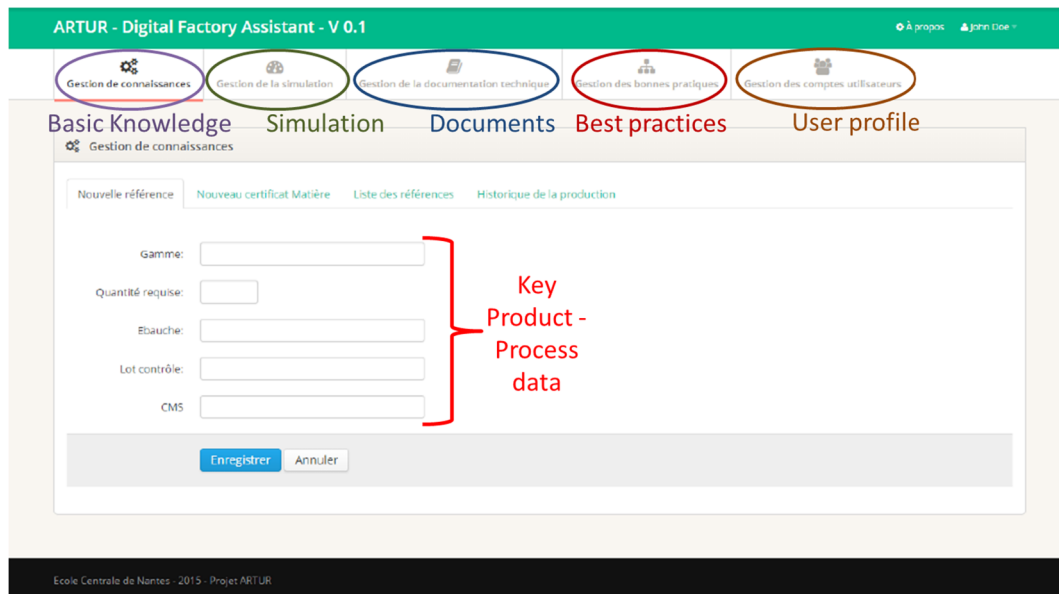 ARTUR - Digital Factory Assistant - V 0.1
À propos
John Doe
Gestion de connaissances
Gestion de la simulation
Gestion de la documentation technique
Gestion des bonnes pratiques
Gestion des comptes utilisateurs
Basic Knowledge
Simulation
Documents
Best practices
User profile
Gestion de connaissances
Nouvelle référence
Nouveau certificat Matière
Liste des références
Historique de la production
Gamme:
Quantité requise:
Ebauche:
Lot contrôle:
CMS
Key
Product -
Process
data
Enregistrer
Annuler
Ecole Centrale de Nantes - 2015 - Projet ARTUR